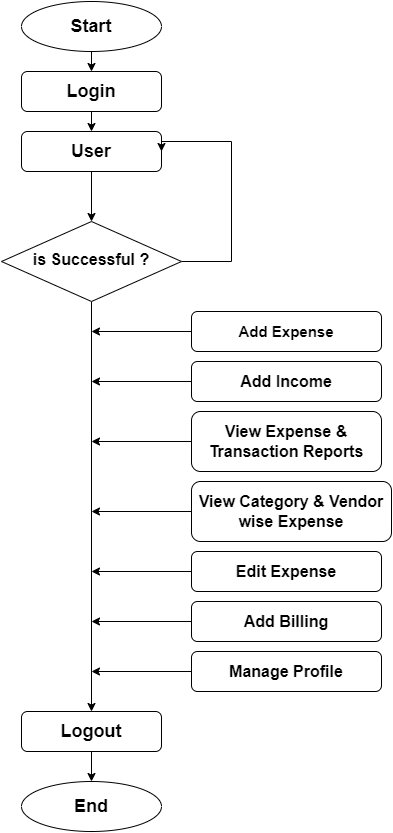 Start
Login
User
is Successful ?
Add Expense
Add Income
View Expense &
Transaction Reports
View Category & Vendor
wise Expense
Edit Expense
Add Billing
Manage Profile
Logout
End